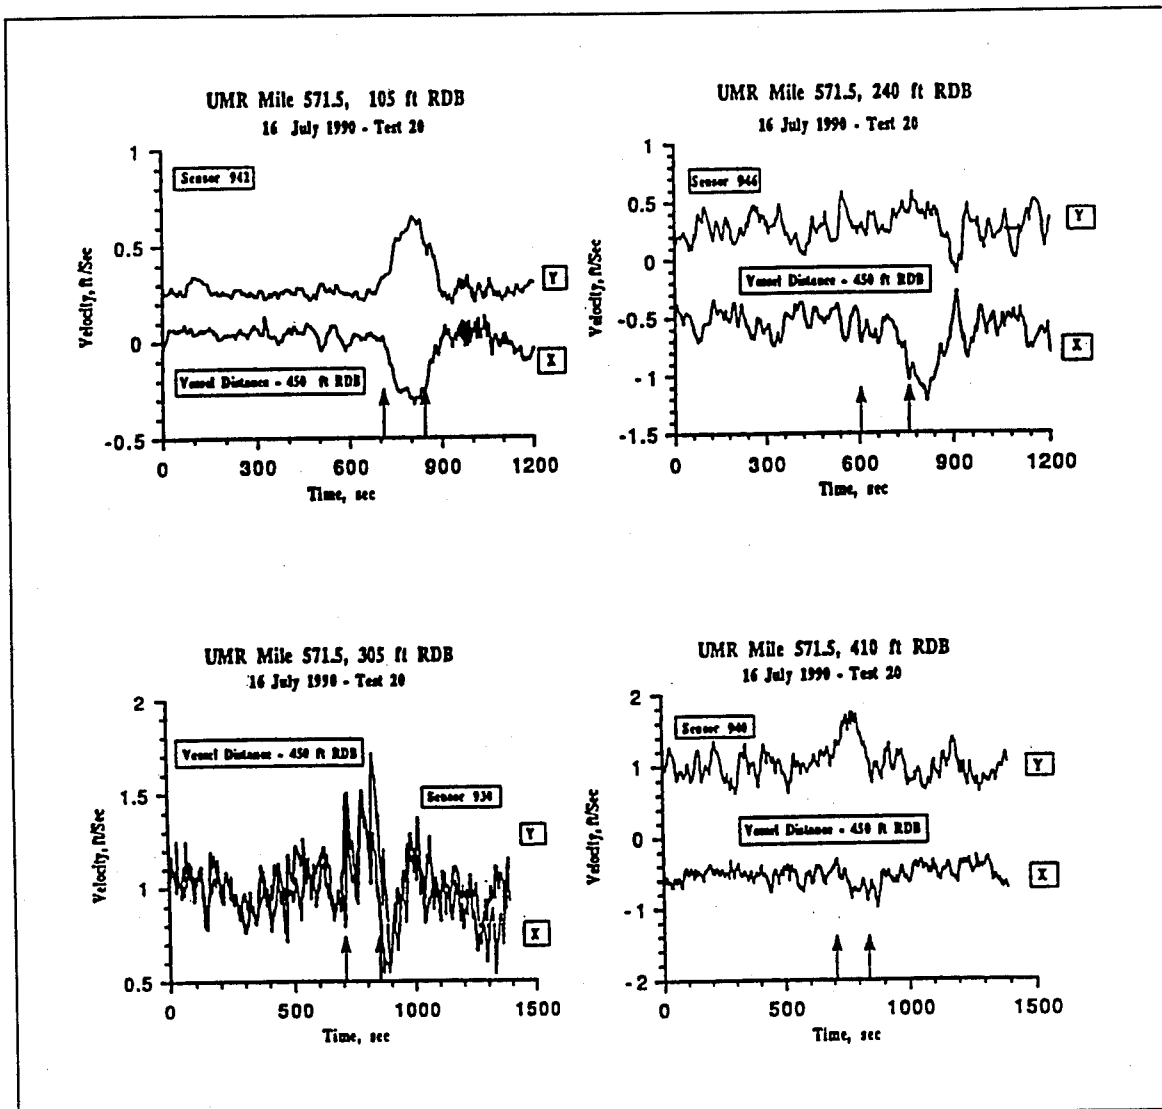 UMR Mile 571.5, 105 ft RDB
16 July 1990 - Test 20
Velocity, ft/Sec
1
0.5
0
-0.5
Y
X
Vessel Distance - 450 ft RDB
0
300
600
900
1200
Time, sec
UMR Mile 571.5, 240 ft RDB
16 July 1990 - Test 20
Velocity, ft/Sec
1
0.5
0
-0.5
-1
-1.5
Sensor 946
Y
Vessel Distance - 450 ft RDB
X
0
300
600
900
1200
Time, sec
UMR Mile 571.5, 305 ft RDB
16 July 1990 - Test 20
Velocity, ft/Sec
2
1.5
1
0.5
Vessel Distance - 450 ft RDB
Sensor 930
Y
X
0
500
1000
1500
Time, sec
UMR Mile 571.5, 410 ft RDB
16 July 1990 - Test 20
Velocity, ft/Sec
2
1
0
-1
-2
Sensor 940
Y
Vessel Distance - 450 ft RDB
X
0
500
1000
1500
Time, sec